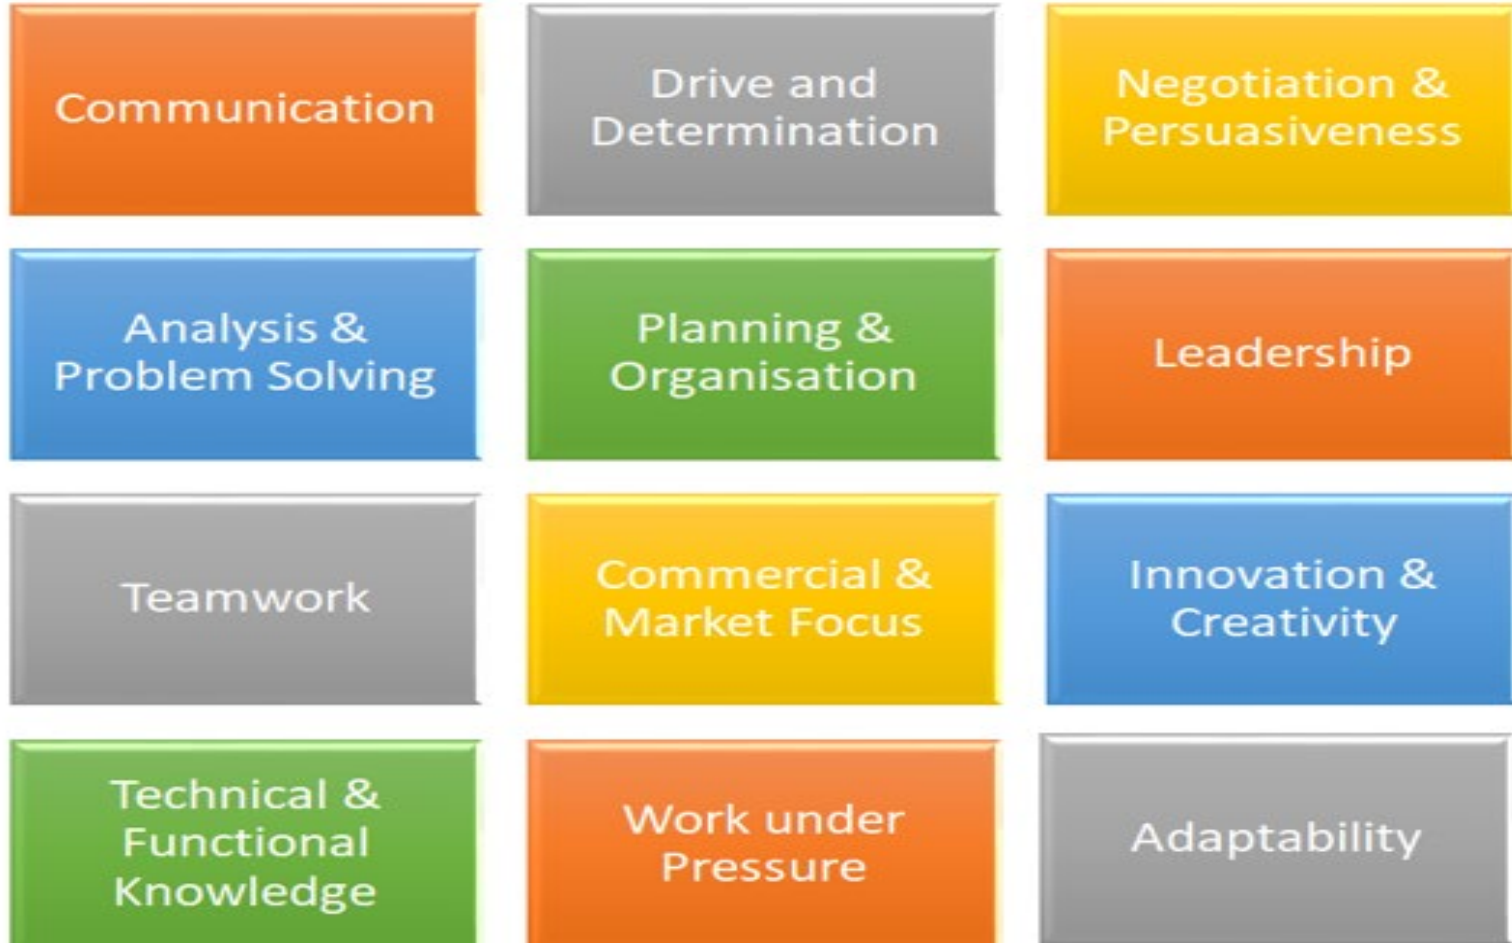 Communication
Drive and
Determination
Negotiation &
Persuasiveness
Analysis &
Problem Solving
Planning &
Organisation
Leadership
Teamwork
Commercial &
Market Focus
Innovation &
Creativity
Technical &
Functional
Knowledge
Work under
Pressure
Adaptability